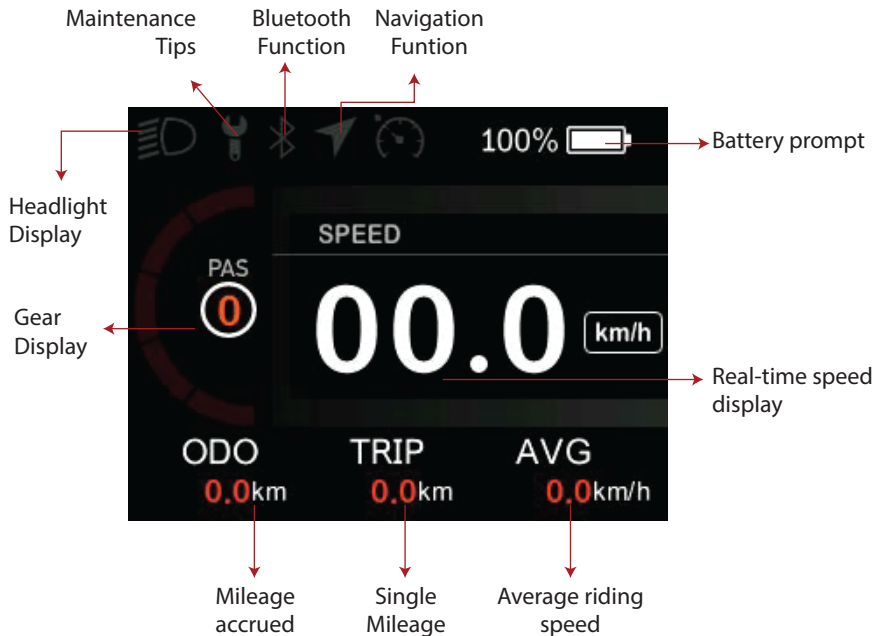 Maintenance
Tips
Bluetooth
Function
Navigation
Funtion
100%
Battery prompt
Headlight
Display
SPEED
PAS
0
Gear
Display
00.0
km/h
Real-time speed
display
ODO
TRIP
AVG
0.0km
0.0km
0.0km/h
Mileage
accrued
Single
Mileage
Average riding
speed